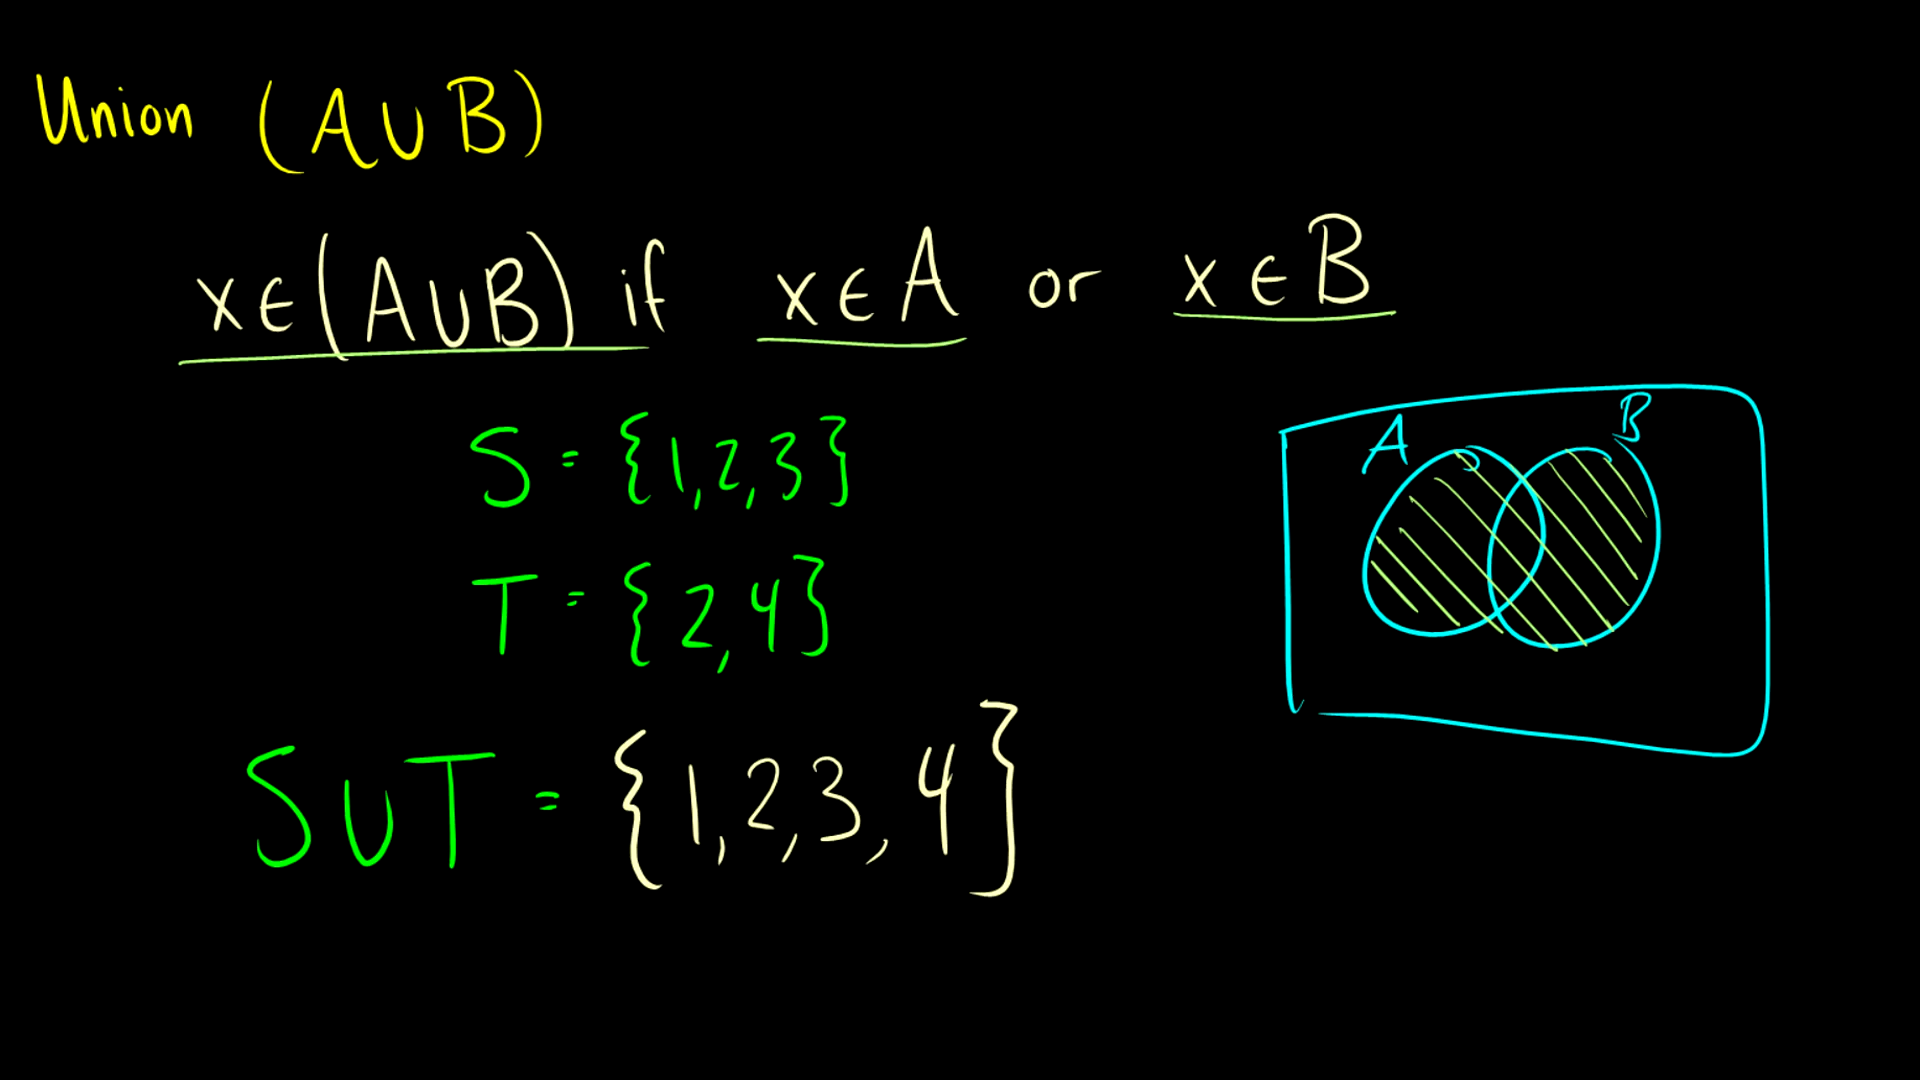 Union (A∪B)
x∈(A∪B) if x∈A or x∈B
S = {1,2,3}
T = {2,4}
S∪T = {1,2,3,4}
A
B